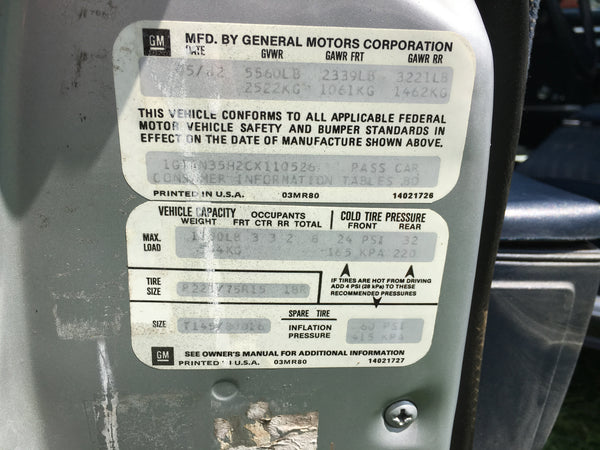 GM MFD. BY GENERAL MOTORS CORPORATION
DATE GVWR GAWR FRT GAWR RR
5560LB 2339LB 3221LB
2522KG 1061KG 1462KG
THIS VEHICLE CONFORMS TO ALL APPLICABLE FEDERAL
MOTOR VEHICLE SAFETY AND BUMPER STANDARDS IN
EFFECT ON THE DATE OF MANUFACTURE SHOWN ABOVE.
PASS CAR
CONSUMER INFORMATION TABLES
PRINTED IN U.S.A. 03MR80 14021726
VEHICLE CAPACITY OCCUPANTS COLD TIRE PRESSURE
WEIGHT FRT CTR RR TOTAL FRONT REAR
MAX. 3 3 2 8 24 PSI 32
LOAD 165 KPA 220
IF TIRES ARE HOT FROM DRIVING
TIRE ADD 4 PSI (28 kPa) TO THESE
SIZE RECOMMENDED PRESSURES
SPARE TIRE
SIZE INFLATION 60 PSI
PRESSURE 415 KPA
GM SEE OWNER'S MANUAL FOR ADDITIONAL INFORMATION
PRINTED IN U.S.A. 03MR80 14021727